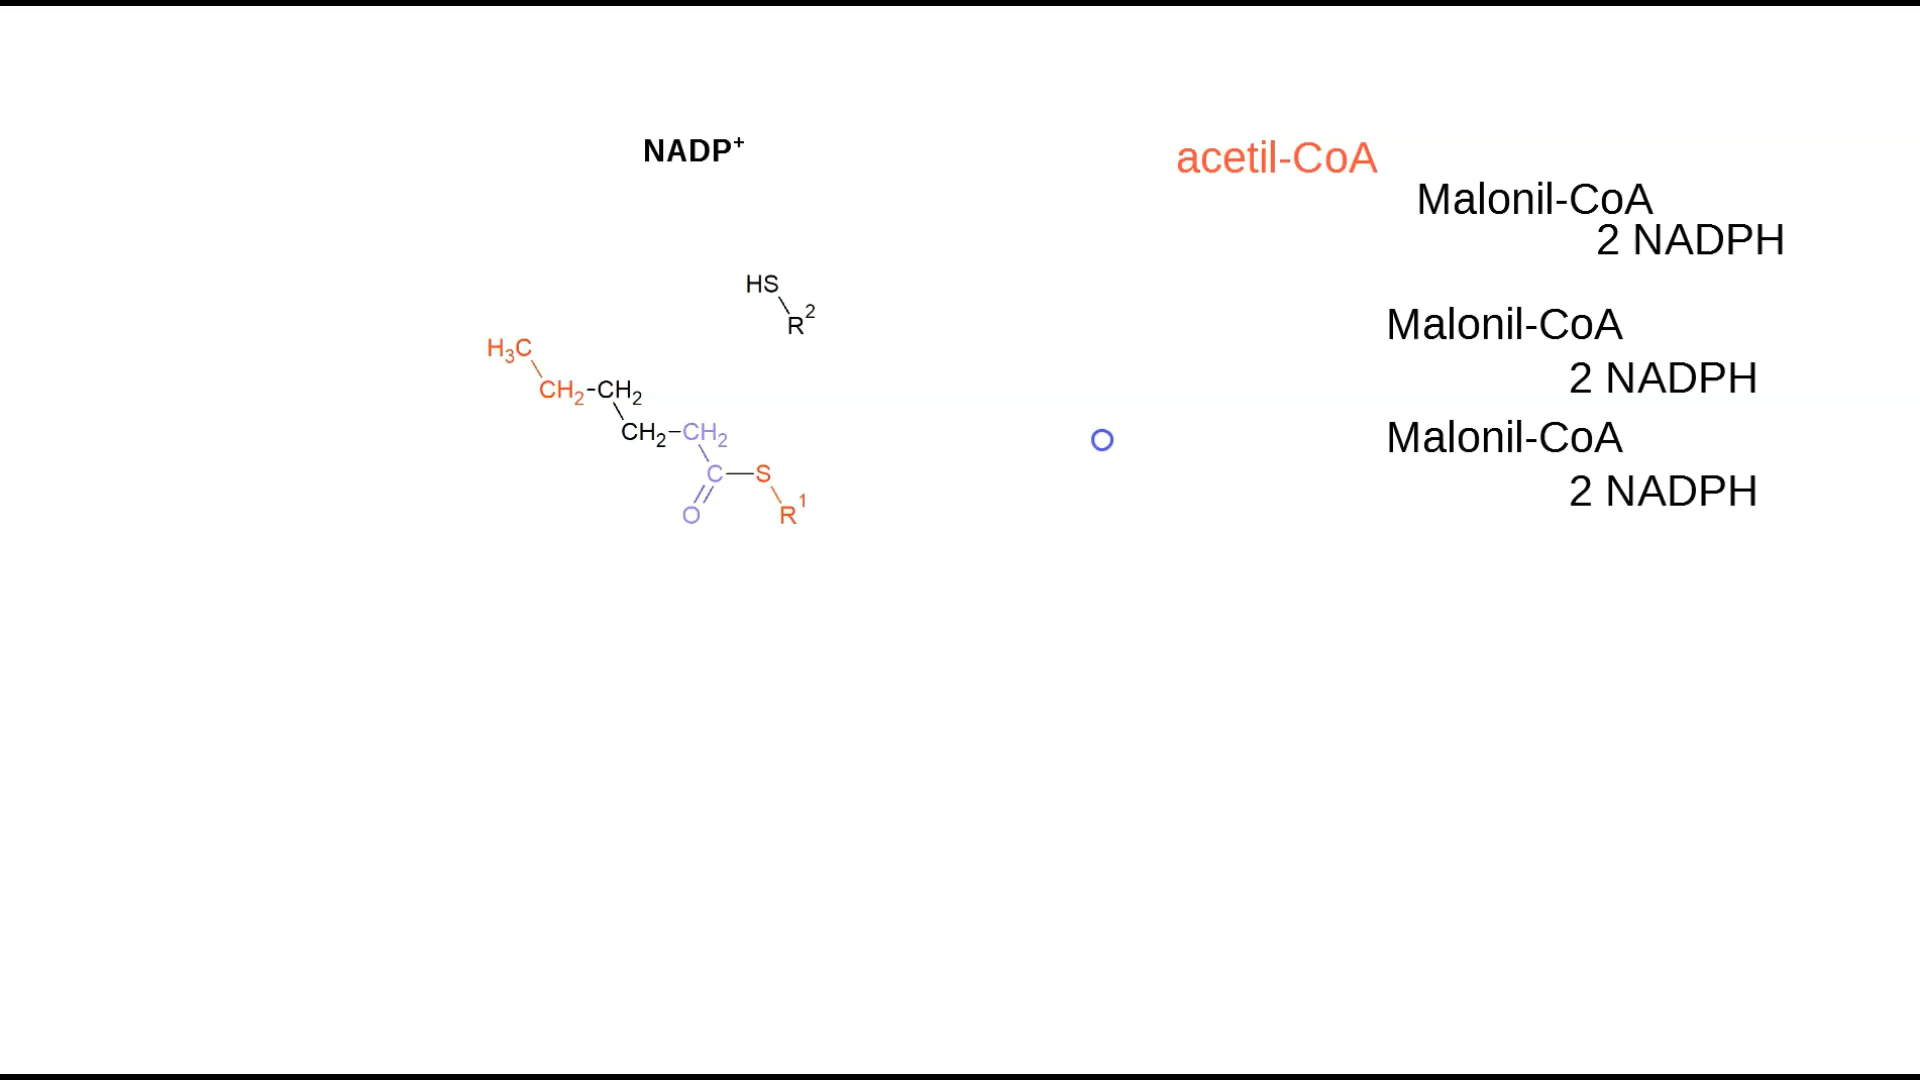 NADP⁺
acetil-CoA
Malonil-CoA
2 NADPH
HS
R²
Malonil-CoA
H₃C
2 NADPH
CH₂-CH₂
CH₂-CH₂
Malonil-CoA
C—S
2 NADPH
O
R¹